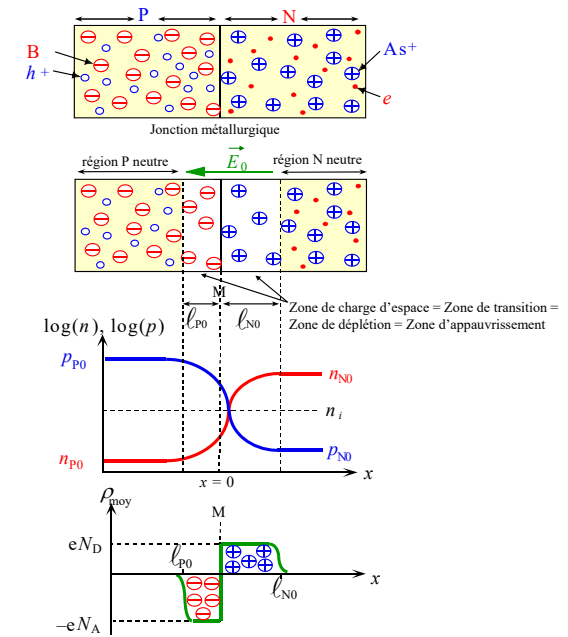 P N
B
h+
As+
e
Jonction métallurgique
région P neutre E0 région N neutre
M
ℓP0 ℓN0
Zone de charge d'espace = Zone de transition =
Zone de déplétion = Zone d'appauvrissement
log(n), log(p)
pP0
nN0
ni
nP0
pN0
x = 0
x
ρmoy
M
eND
ℓP0
x
ℓN0
−eNA